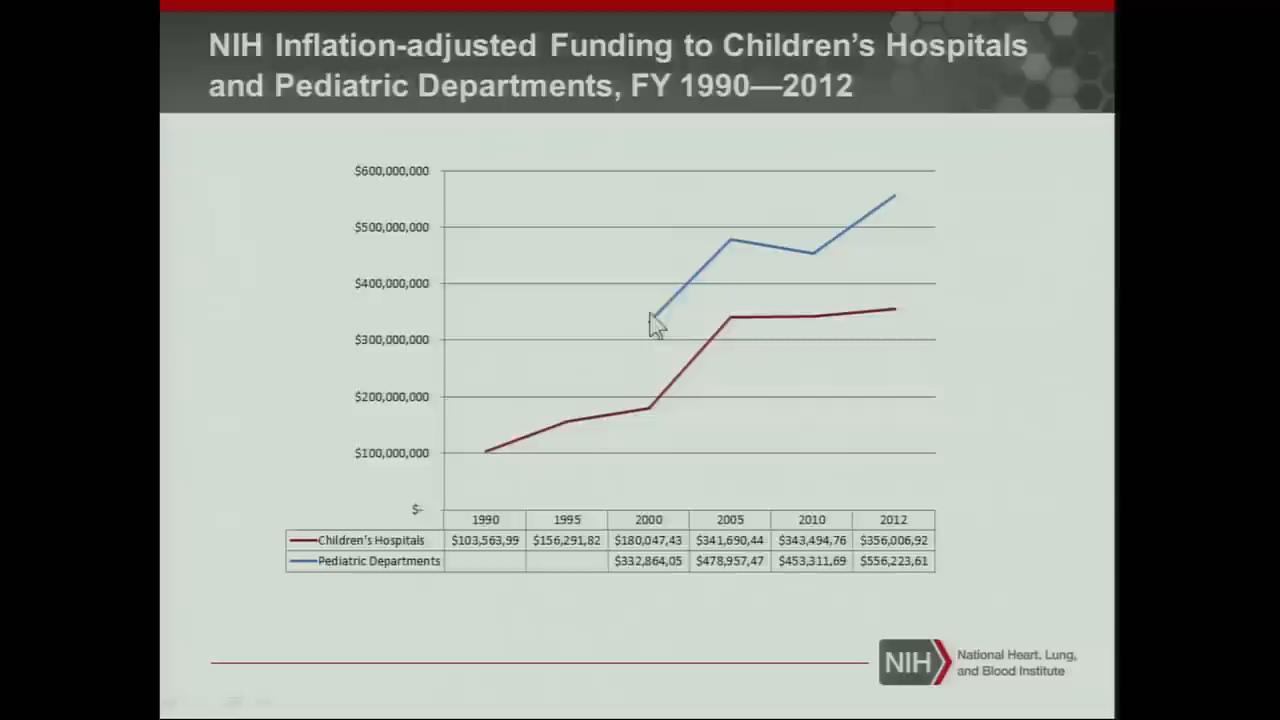 NIH Inflation-adjusted Funding to Children's Hospitals
and Pediatric Departments, FY 1990—2012
$600,000,000
$500,000,000
$400,000,000
$300,000,000
$200,000,000
$100,000,000
$-
1990 1995 2000 2005 2010 2012
Children's Hospitals $103,563,99 $156,291,82 $180,047,43 $341,690,44 $343,494,76 $356,006,92
Pediatric Departments $332,864,05 $478,957,47 $453,311,69 $556,223,61
NIH National Heart, Lung,
and Blood Institute